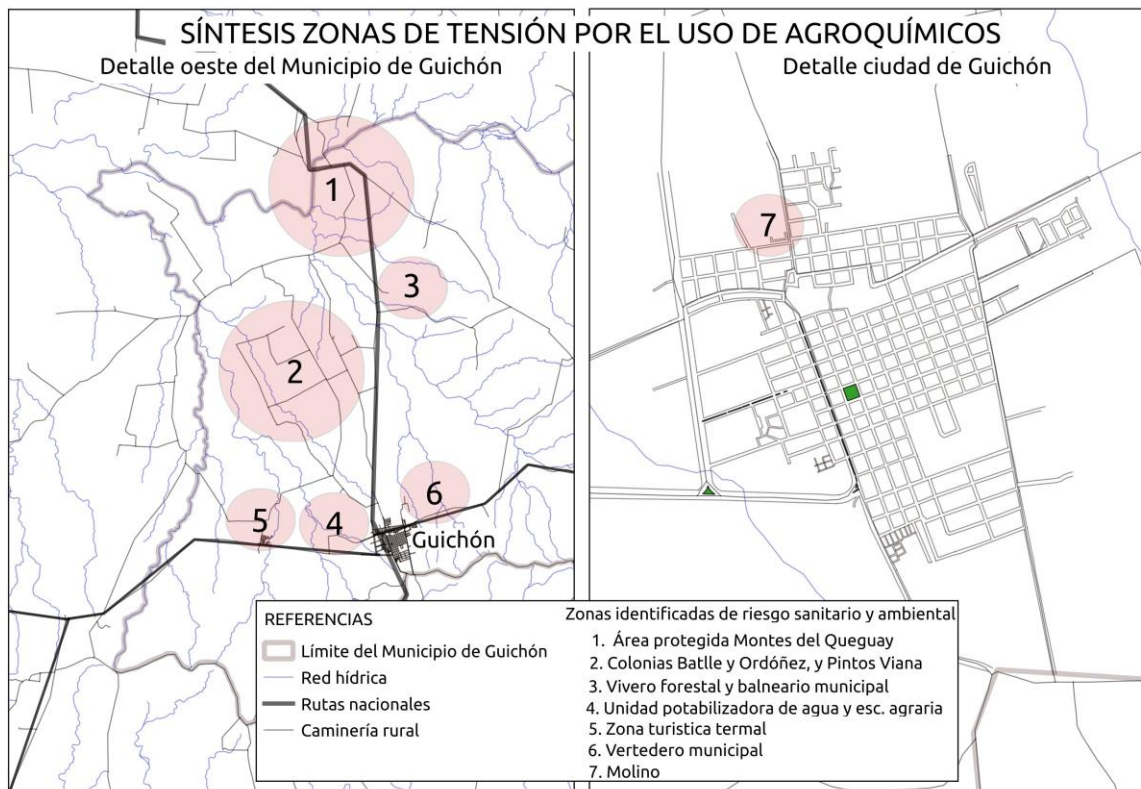 SÍNTESIS ZONAS DE TENSIÓN POR EL USO DE AGROQUÍMICOS
Detalle oeste del Municipio de Guichón
Detalle ciudad de Guichón
1
2
3
4
5
6
Guichón
7
REFERENCIAS
Límite del Municipio de Guichón
Red hídrica
Rutas nacionales
Caminería rural
Zonas identificadas de riesgo sanitario y ambiental
1. Área protegida Montes del Queguay
2. Colonias Batlle y Ordóñez, y Pintos Viana
3. Vivero forestal y balneario municipal
4. Unidad potabilizadora de agua y esc. agraria
5. Zona turistica termal
6. Vertedero municipal
7. Molino